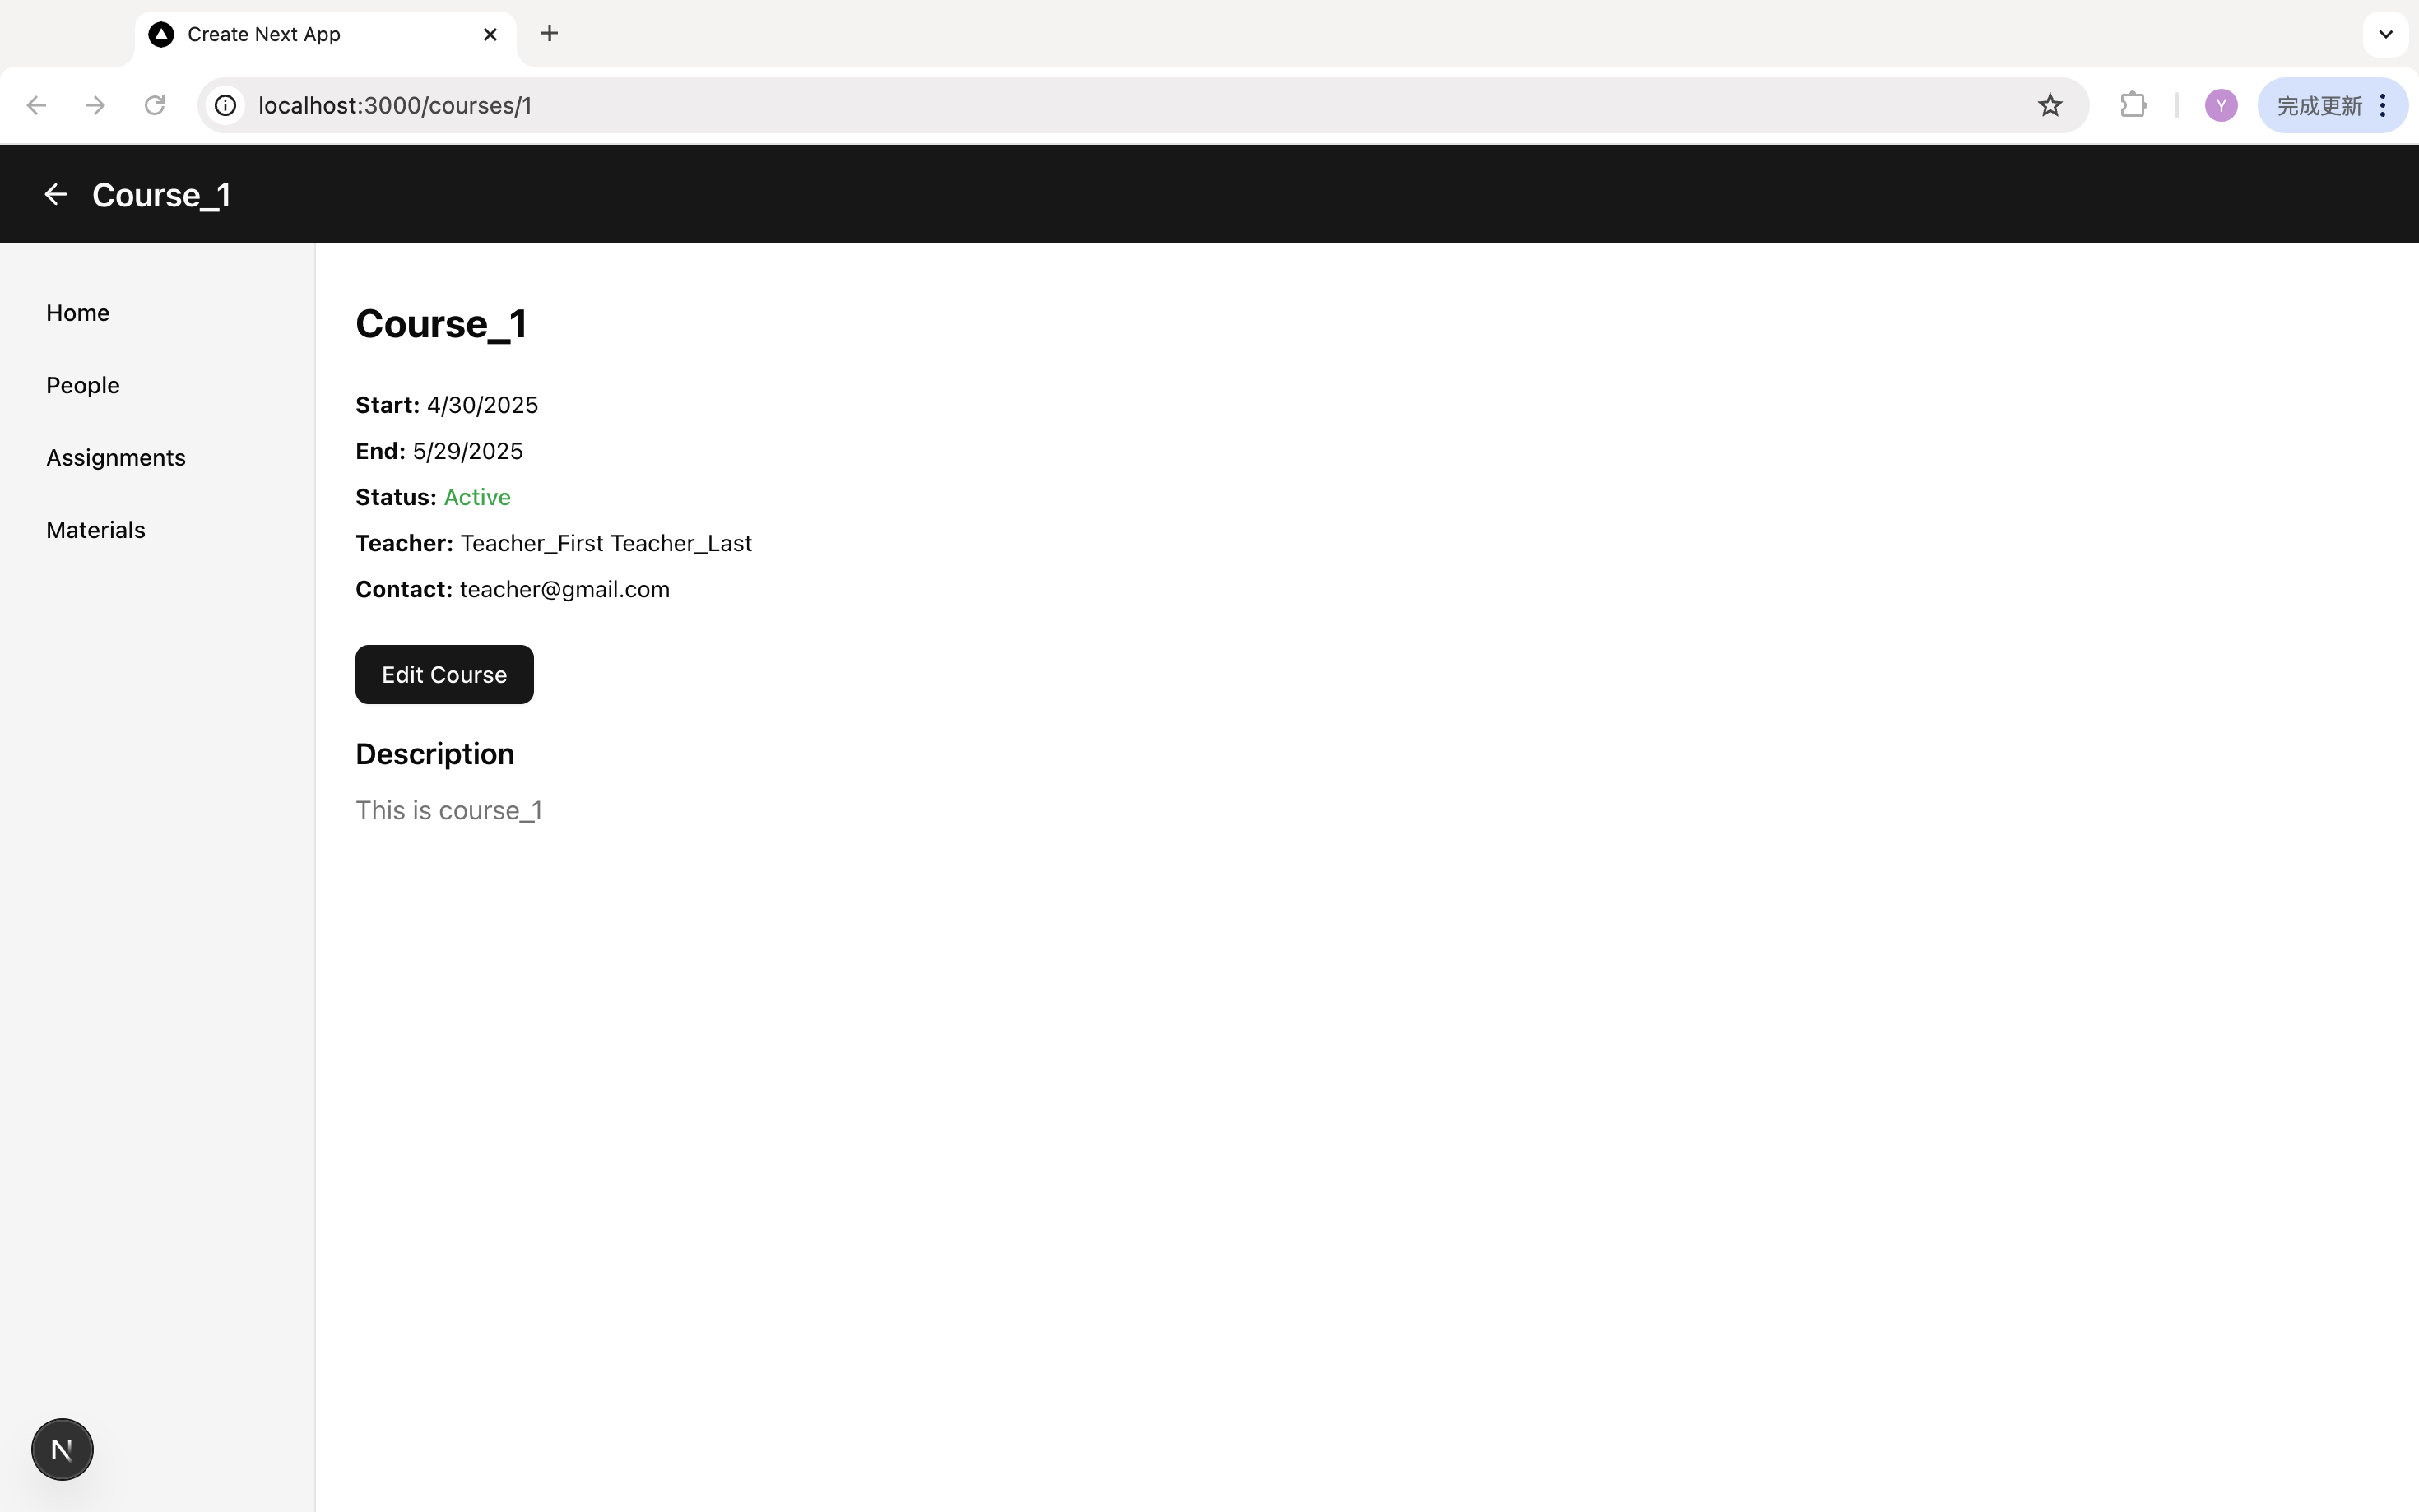 Create Next App
localhost:3000/courses/1
Y
完成更新
Course_1
Home
People
Assignments
Materials
Course_1
Start: 4/30/2025
End: 5/29/2025
Status: Active
Teacher: Teacher_First Teacher_Last
Contact: teacher@gmail.com
Edit Course
Description
This is course_1
N